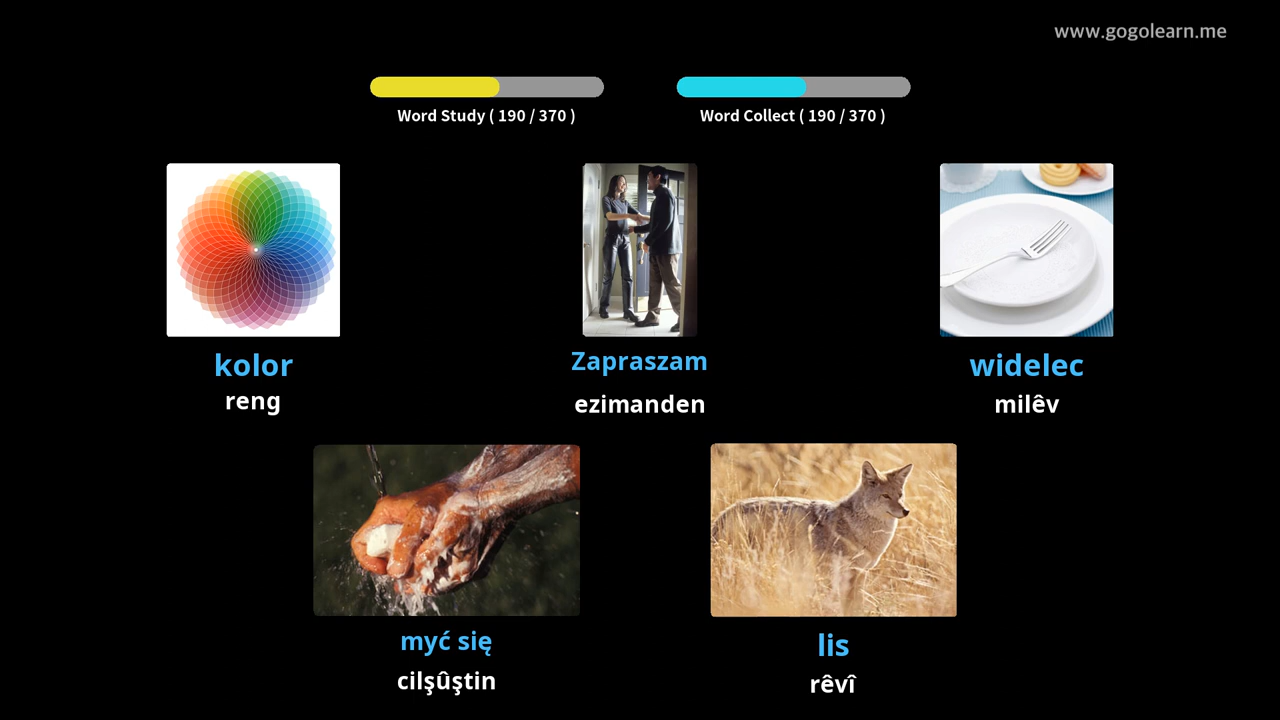 www.gogolearn.me
Word Study ( 190 / 370 )
Word Collect ( 190 / 370 )
kolor
reng
Zapraszam
ezimanden
widelec
milêv
myć się
cilşûştin
lis
rêvî